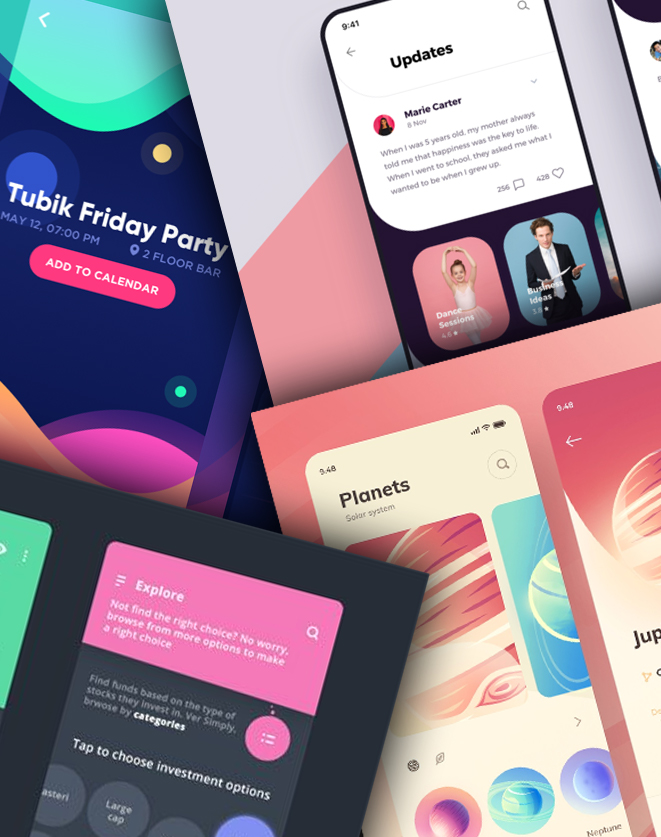 Tubik Friday Party
MAY 12, 07:00 PM
2 FLOOR BAR
ADD TO CALENDAR
9:41
Updates
Marie Carter
8 Nov
When I was 5 years old, my mother always
told me that happiness was the key to life.
When I went to school, they asked me what I
wanted to be when I grew up.
256
428
Dance
Sessions
4.6 ★
Business
Ideas
3.8 ★
9:48
Planets
Solar system
Neptune
9:48
Jup
Explore
Not find the right choice? No worry,
browse from more options to make
a right choice
Find funds based on the type of
stocks they invest in. Ver Simply,
brwose by categories
Tap to choose investment options
Large
cap